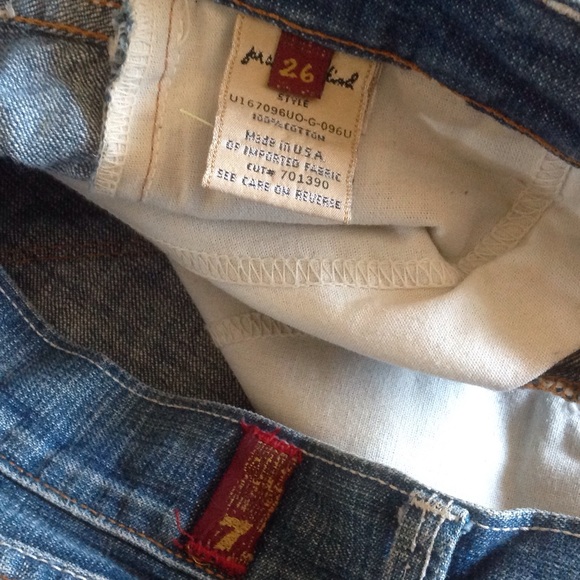 26
STYLE
U167096UO-G-096U
100% COTTON
MADE IN U.S.A
OF IMPORTED FABRIC
CUT# 701390
SEE CARE ON REVERSE
7